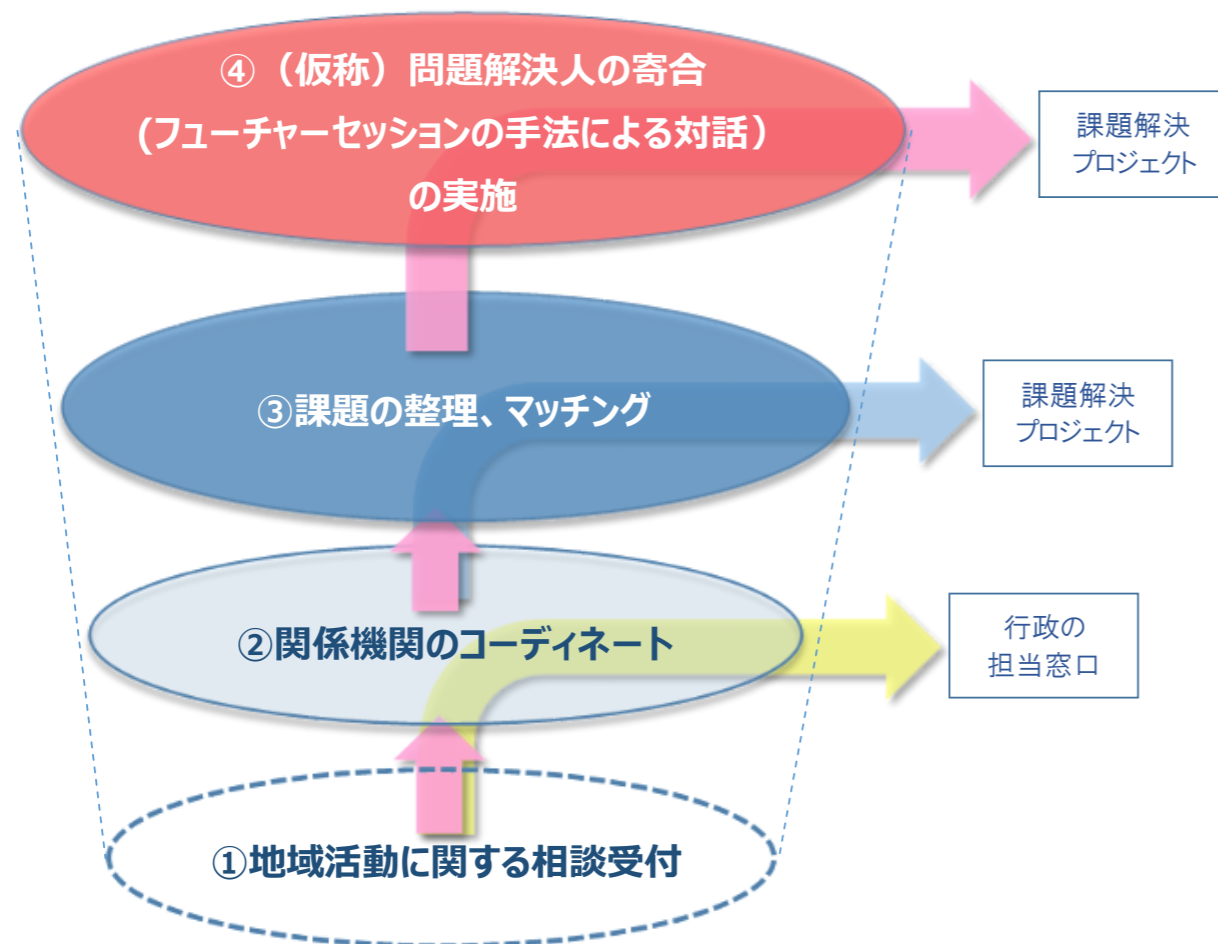 ④（仮称）問題解決人の寄合
(フューチャーセッションの手法による対話）
の実施
課題解決
プロジェクト
③課題の整理、マッチング
課題解決
プロジェクト
②関係機関のコーディネート
行政の
担当窓口
①地域活動に関する相談受付